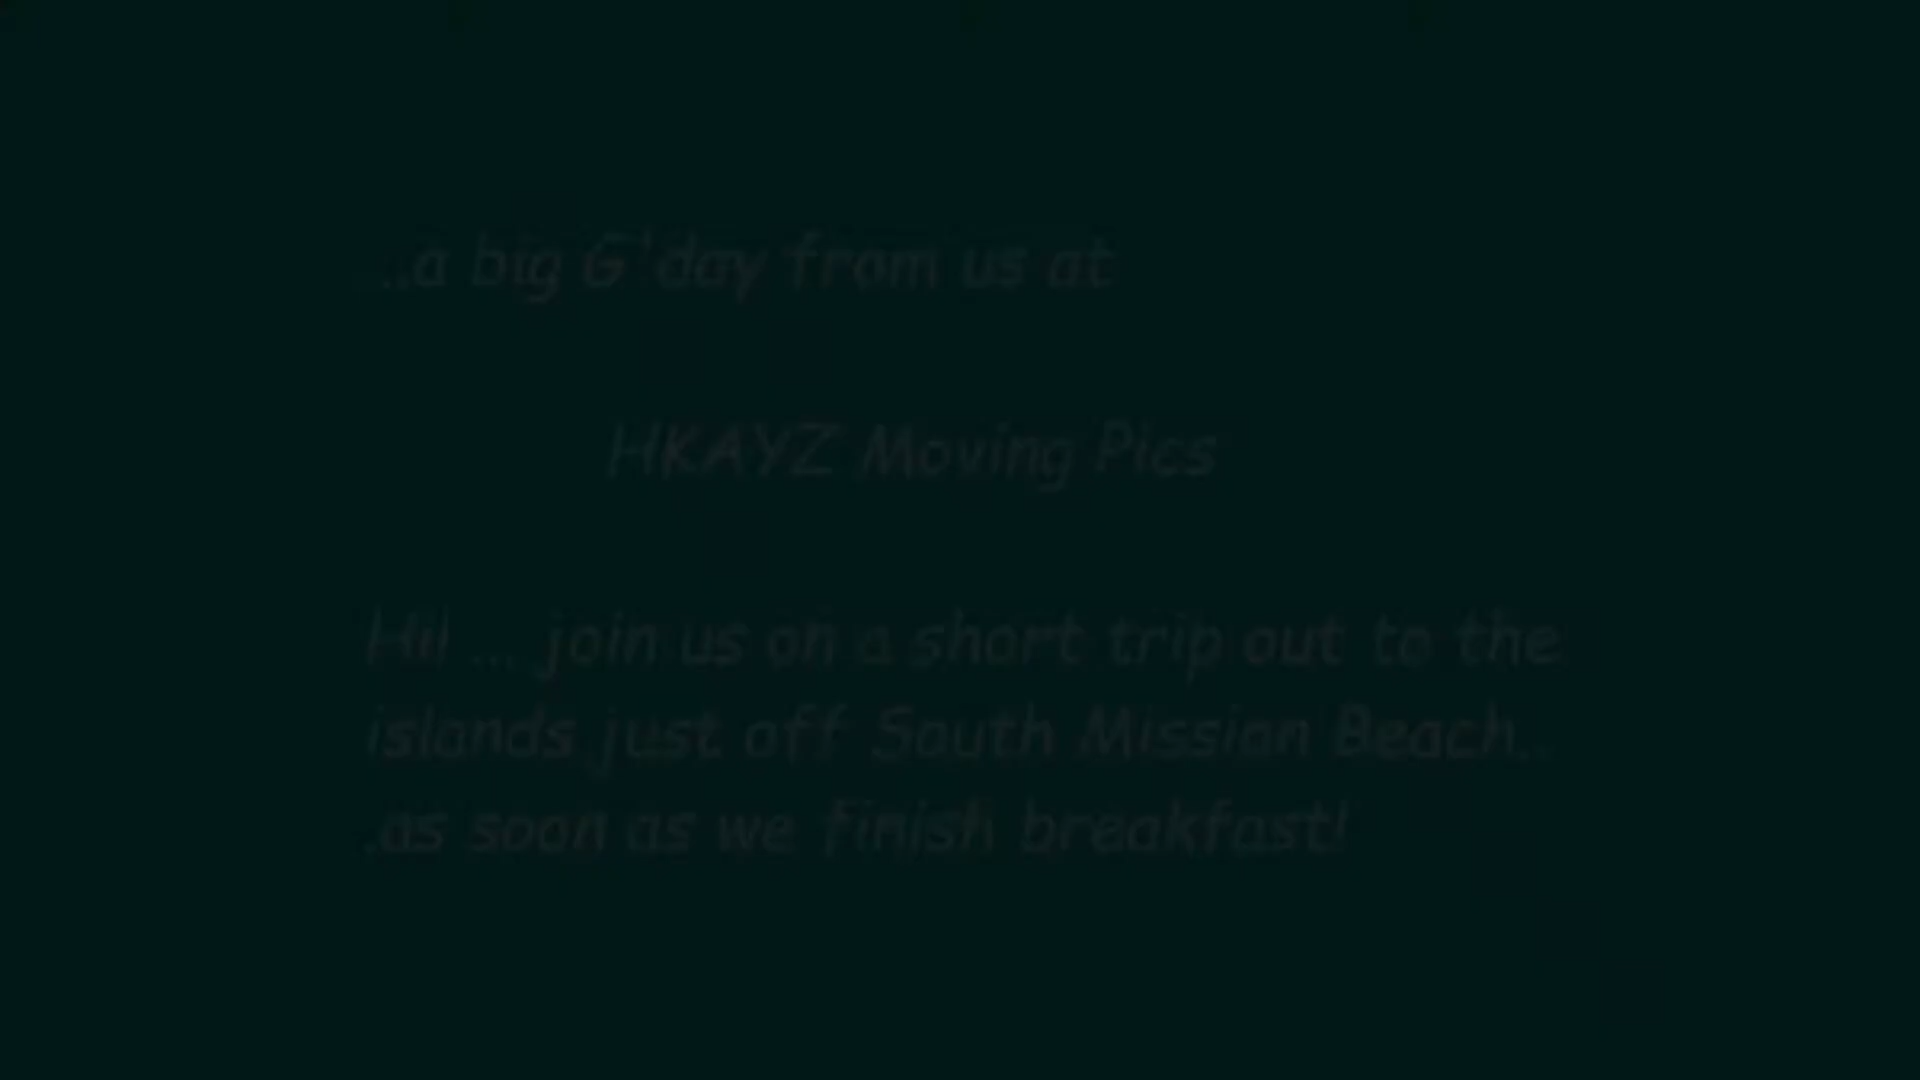 ...a big G'day from us at
HKAYZ Moving Pics
Hi! ... join us on a short trip out to the
islands just off South Mission Beach..
.as soon as we finish breakfast!